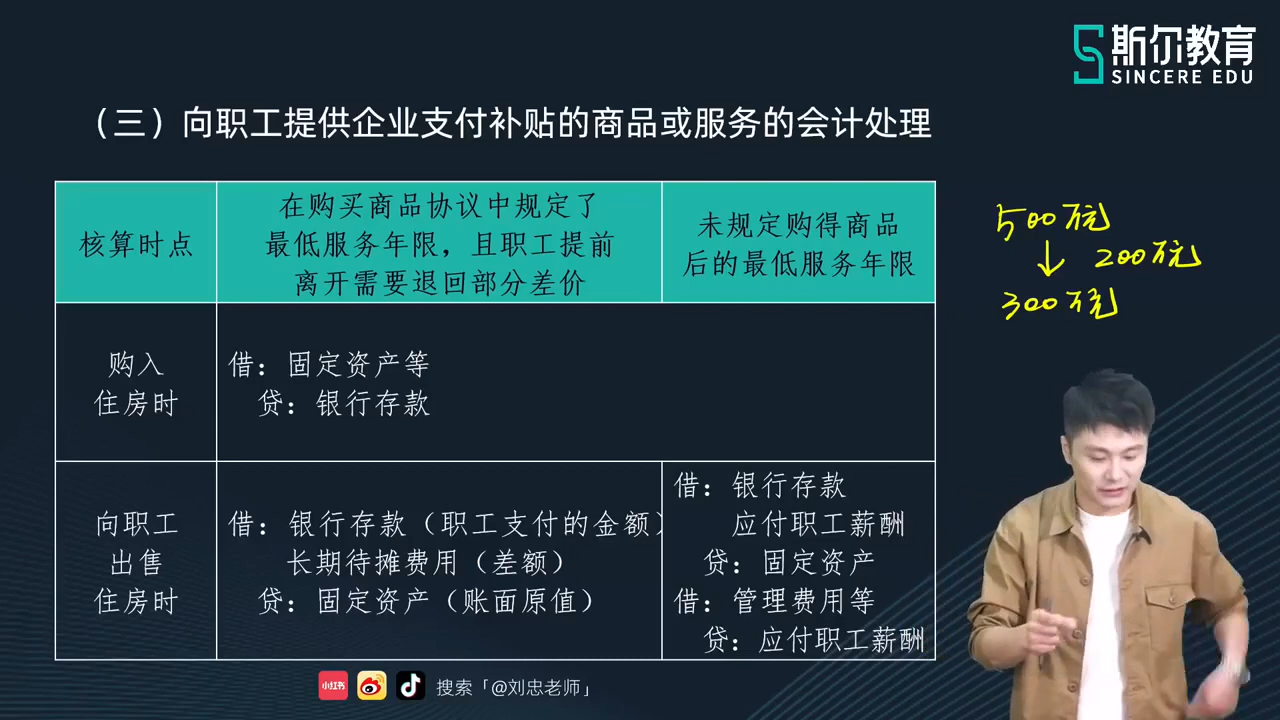 斯尔教育
SINCERE EDU
（三）向职工提供企业支付补贴的商品或服务的会计处理
核算时点
在购买商品协议中规定了
最低服务年限，且职工提前
离开需要退回部分差价
未规定购得商品
后的最低服务年限
500万元
↓ 200万元
300万元
购入
住房时
借：固定资产等
贷：银行存款
向职工
出售
住房时
借：银行存款（职工支付的金额）
长期待摊费用（差额）
贷：固定资产（账面原值）
借：银行存款
应付职工薪酬
贷：固定资产
借：管理费用等
贷：应付职工薪酬
小红书
搜索「@刘忠老师」